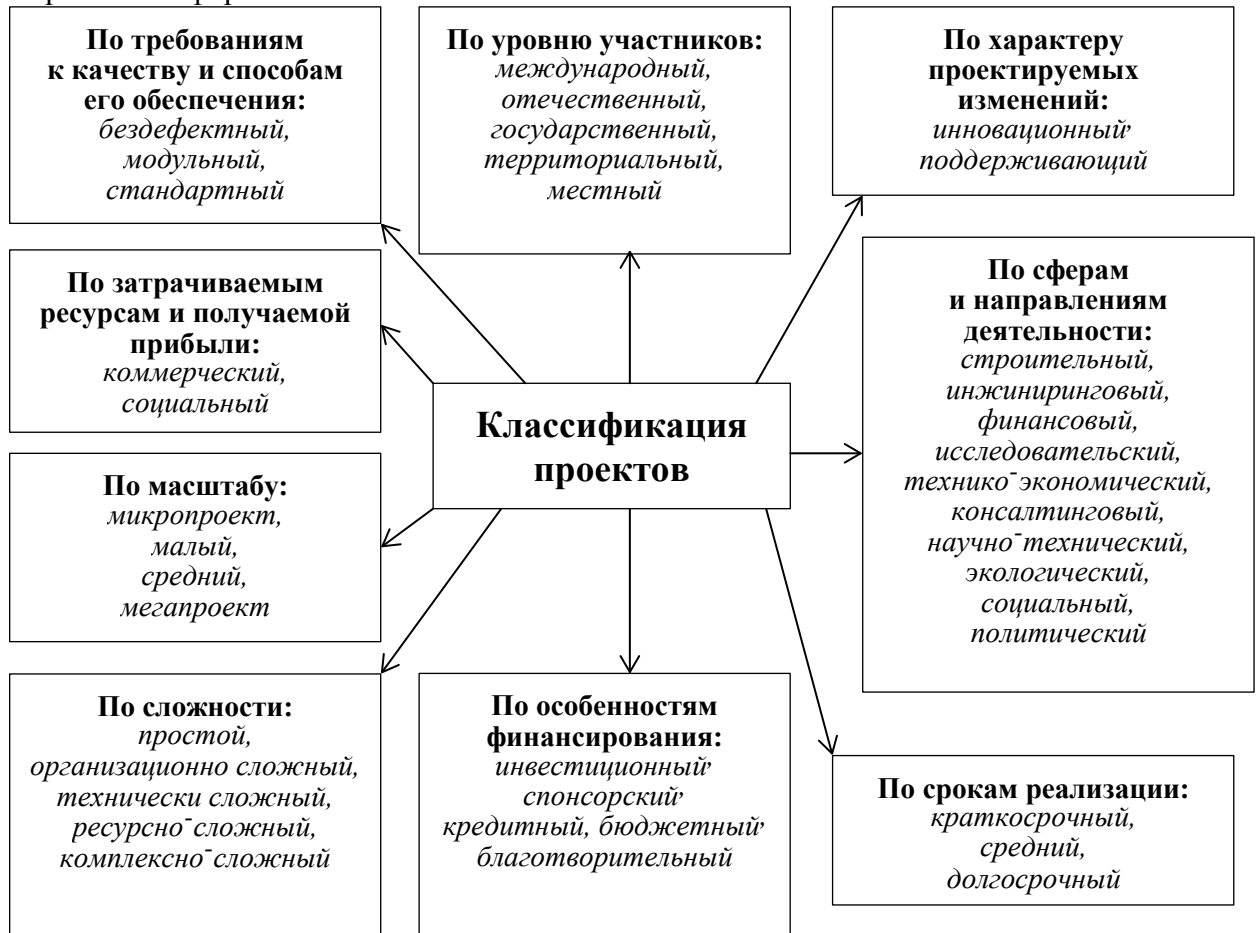 По требованиям
к качеству и способам
его обеспечения:
бездефектный,
модульный,
стандартный
По уровню участников:
международный,
отечественный,
государственный,
территориальный,
местный
По характеру
проектируемых
изменений:
инновационный,
поддерживающий
По затрачиваемым
ресурсам и получаемой
прибыли:
коммерческий,
социальный
По сферам
и направлениям
деятельности:
строительный,
инжиниринговый,
финансовый,
исследовательский,
технико-экономический,
консалтинговый,
научно-технический,
экологический,
социальный,
политический
Классификация
проектов
По масштабу:
микропроект,
малый,
средний,
мегапроект
По сложности:
простой,
организационно сложный,
технически сложный,
ресурсно-сложный,
комплексно-сложный
По особенностям
финансирования:
инвестиционный,
спонсорский,
кредитный, бюджетный,
благотворительный
По срокам реализации:
краткосрочный,
средний,
долгосрочный